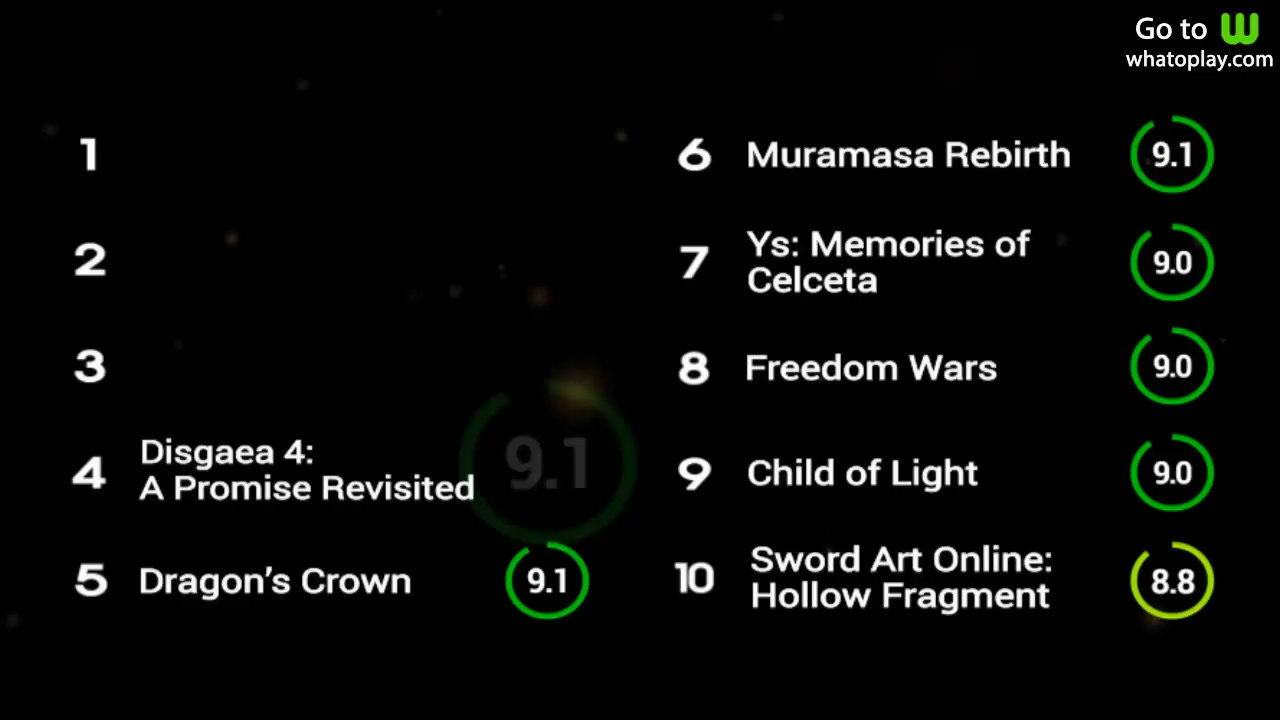 Go to W
whatoplay.com
1
2
3
4 Disgaea 4:
A Promise Revisited 9.1
5 Dragon's Crown 9.1
6 Muramasa Rebirth 9.1
7 Ys: Memories of
Celceta 9.0
8 Freedom Wars 9.0
9 Child of Light 9.0
10 Sword Art Online:
Hollow Fragment 8.8